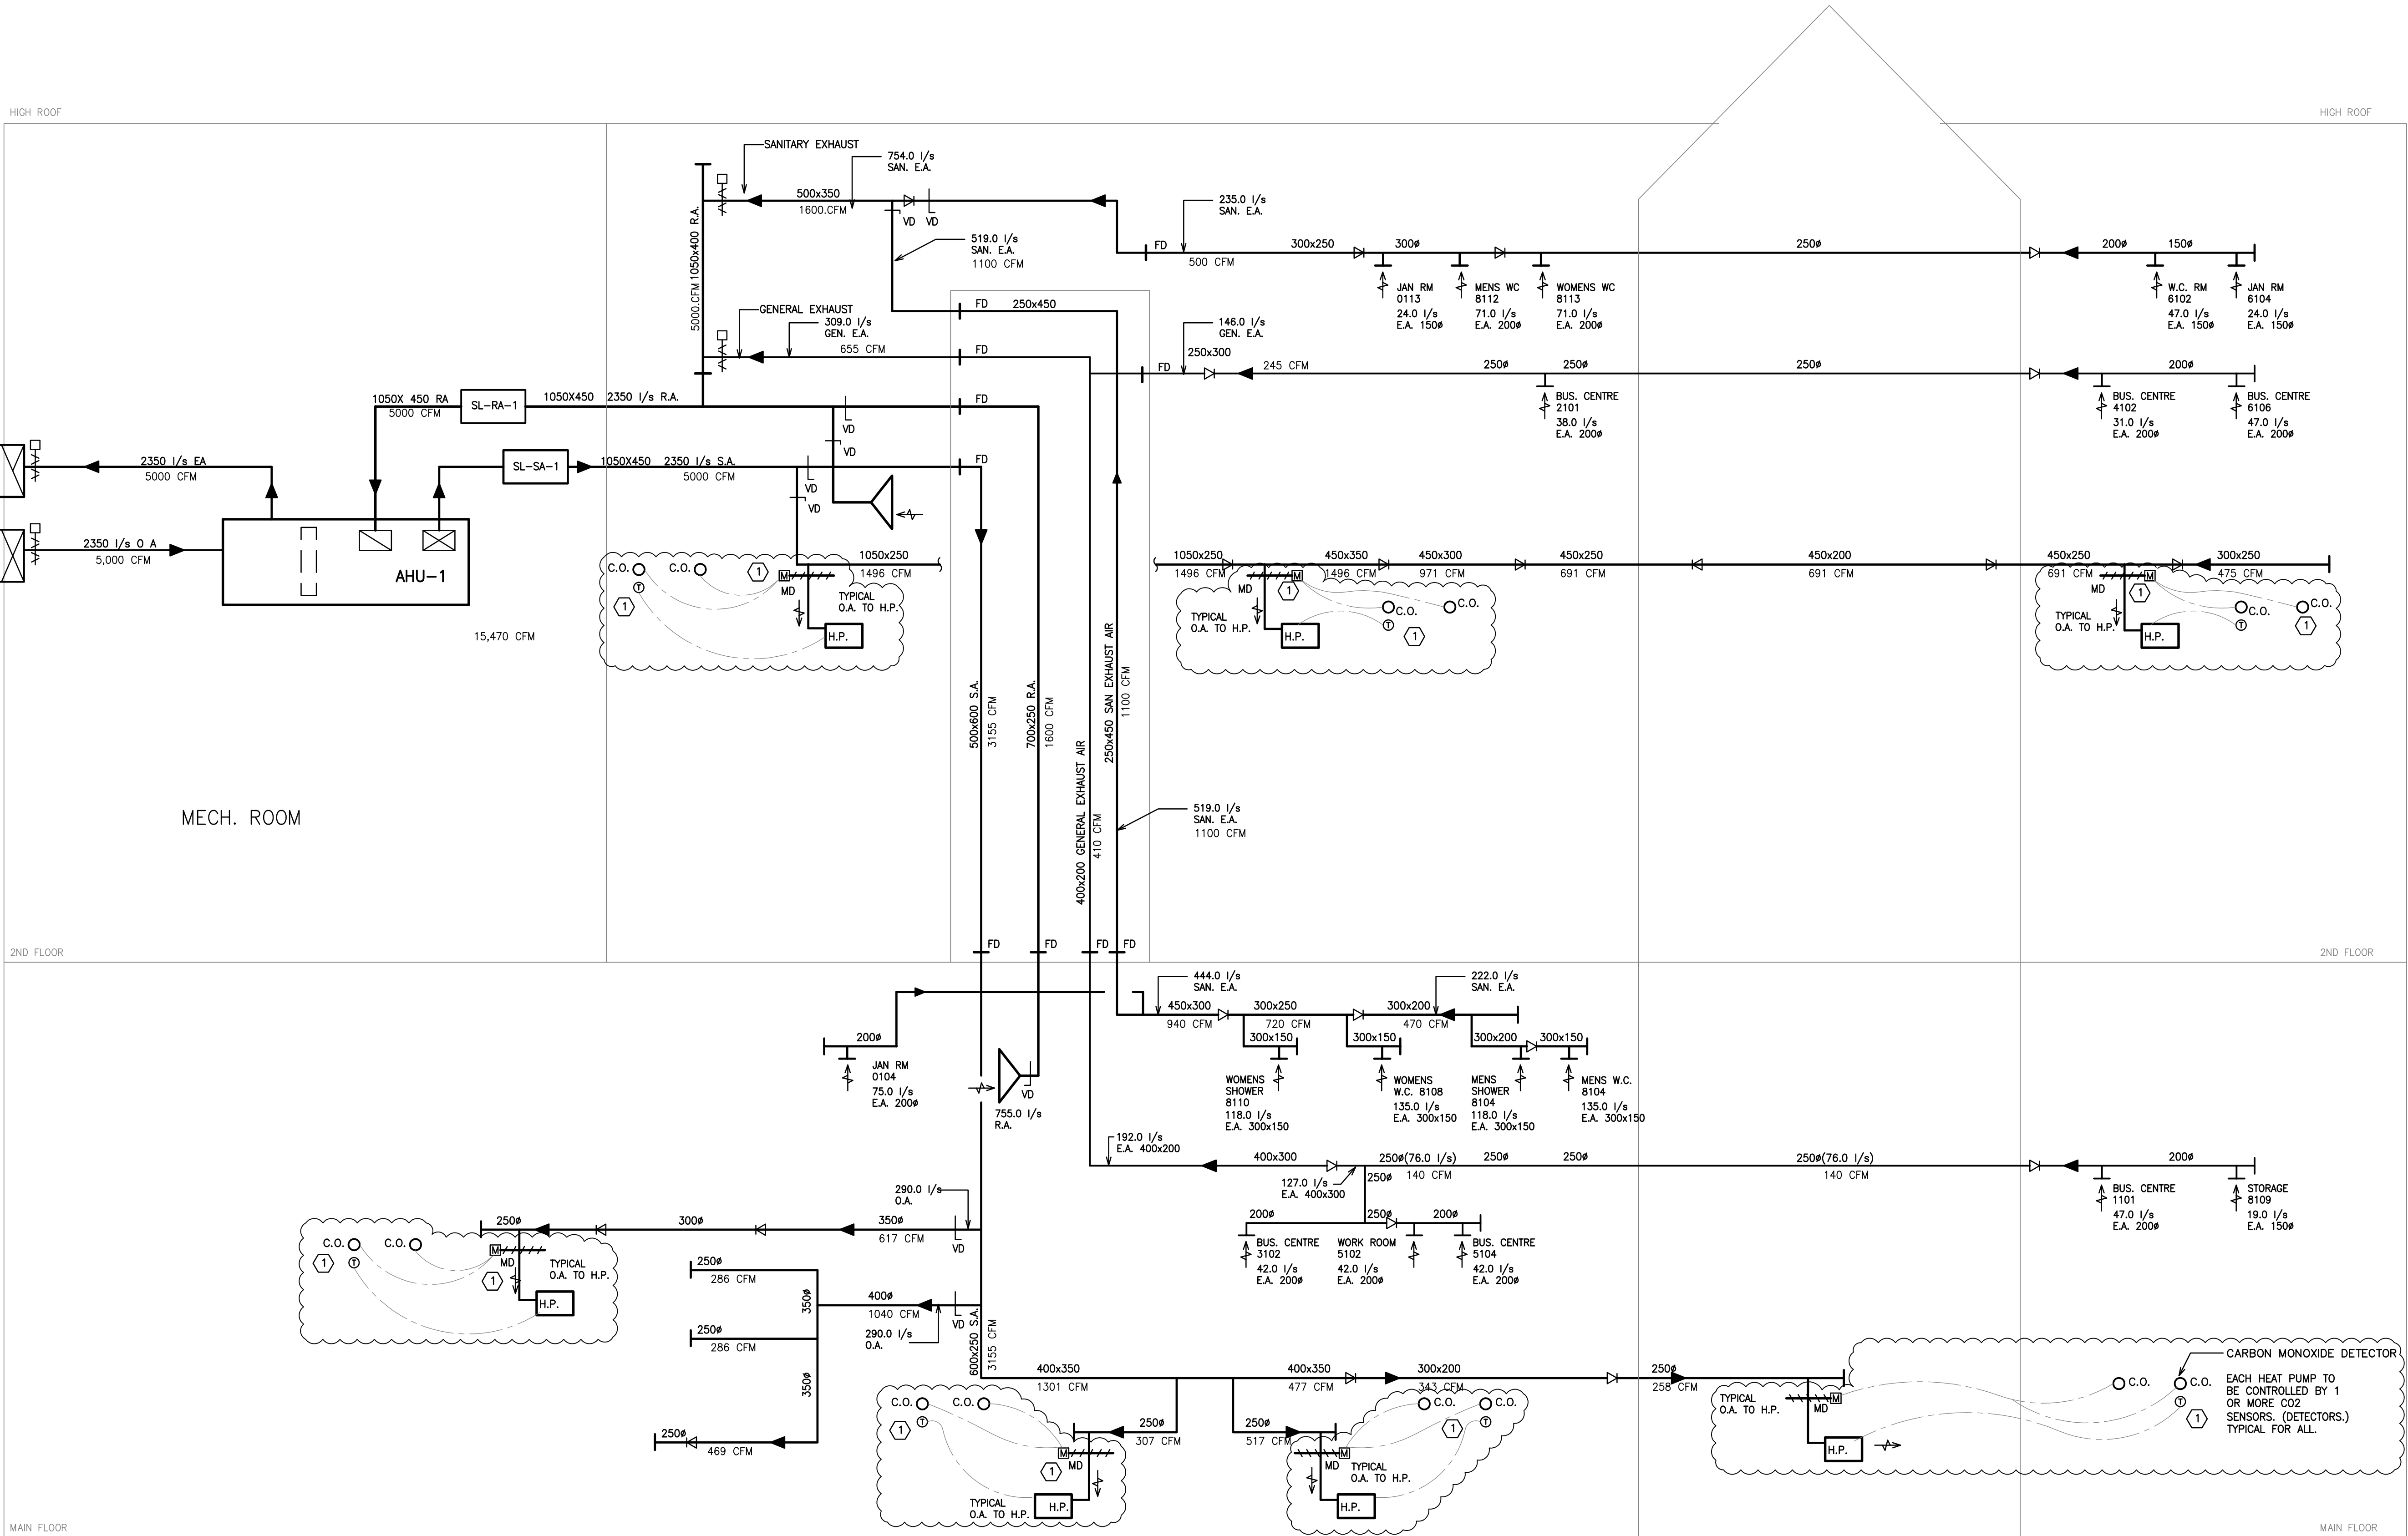 HIGH ROOF
HIGH ROOF
SANITARY EXHAUST
754.0 l/s
SAN. E.A.
500x350
1600.CFM
VD
VD
5000.CFM 1050x400 R.A.
519.0 l/s
SAN. E.A.
1100 CFM
235.0 l/s
SAN. E.A.
FD
500 CFM
300x250
300ø
250ø
200ø
150ø
JAN RM
0113
24.0 l/s
E.A. 150ø
MENS WC
8112
71.0 l/s
E.A. 200ø
WOMENS WC
8113
71.0 l/s
E.A. 200ø
W.C. RM
6102
47.0 l/s
E.A. 150ø
JAN RM
6104
24.0 l/s
E.A. 150ø
FD
250x450
GENERAL EXHAUST
309.0 l/s
GEN. E.A.
655 CFM
FD
146.0 l/s
GEN. E.A.
250x300
FD
245 CFM
250ø
250ø
250ø
200ø
BUS. CENTRE
2101
38.0 l/s
E.A. 200ø
BUS. CENTRE
4102
31.0 l/s
E.A. 200ø
BUS. CENTRE
6106
47.0 l/s
E.A. 200ø
1050X 450 RA
5000 CFM
SL-RA-1
1050X450 2350 l/s R.A.
VD
VD
FD
2350 l/s EA
5000 CFM
SL-SA-1
1050X450 2350 l/s S.A.
5000 CFM
VD
VD
FD
2350 l/s O A
5,000 CFM
AHU-1
15,470 CFM
C.O.
C.O.
1
M
MD
T
1
TYPICAL
O.A. TO H.P.
H.P.
1050x250
1496 CFM
1050x250
1496 CFM
450x350
1496 CFM
450x300
971 CFM
450x250
691 CFM
450x200
691 CFM
450x250
691 CFM
300x250
475 CFM
MD
M
1
C.O.
C.O.
T
1
TYPICAL
O.A. TO H.P.
H.P.
MD
M
1
C.O.
C.O.
T
1
TYPICAL
O.A. TO H.P.
H.P.
500x600 S.A.
3155 CFM
700x250 R.A.
1600 CFM
400x200 GENERAL EXHAUST AIR
410 CFM
250x450 SAN EXHAUST AIR
1100 CFM
519.0 l/s
SAN. E.A.
1100 CFM
MECH. ROOM
2ND FLOOR
FD
FD
FD
FD
2ND FLOOR
444.0 l/s
SAN. E.A.
222.0 l/s
SAN. E.A.
450x300
940 CFM
300x250
720 CFM
300x200
470 CFM
300x150
300x150
300x200
300x150
200ø
JAN RM
0104
75.0 l/s
E.A. 200ø
VD
755.0 l/s
R.A.
WOMENS
SHOWER
8110
118.0 l/s
E.A. 300x150
WOMENS
W.C. 8108
135.0 l/s
E.A. 300x150
MENS
SHOWER
8104
118.0 l/s
E.A. 300x150
MENS W.C.
8104
135.0 l/s
E.A. 300x150
192.0 l/s
E.A. 400x200
400x300
127.0 l/s
E.A. 400x300
250ø(76.0 l/s)
140 CFM
250ø
250ø
250ø
250ø(76.0 l/s)
140 CFM
200ø
BUS. CENTRE
1101
47.0 l/s
E.A. 200ø
STORAGE
8109
19.0 l/s
E.A. 150ø
200ø
250ø
200ø
BUS. CENTRE
3102
42.0 l/s
E.A. 200ø
WORK ROOM
5102
42.0 l/s
E.A. 200ø
BUS. CENTRE
5104
42.0 l/s
E.A. 200ø
290.0 l/s
O.A.
250ø
300ø
350ø
617 CFM
VD
C.O.
C.O.
1
T
M
MD
1
TYPICAL
O.A. TO H.P.
H.P.
250ø
286 CFM
350ø
400ø
1040 CFM
VD
290.0 l/s
O.A.
250ø
286 CFM
350ø
250ø
469 CFM
600x250 S.A.
3155 CFM
400x350
1301 CFM
400x350
477 CFM
300x200
343 CFM
250ø
258 CFM
C.O.
C.O.
1
T
250ø
307 CFM
M
MD
1
TYPICAL
O.A. TO H.P.
H.P.
250ø
517 CFM
C.O.
C.O.
T
1
M
MD
TYPICAL
O.A. TO H.P.
H.P.
TYPICAL
O.A. TO H.P.
M
MD
H.P.
C.O.
C.O.
T
1
CARBON MONOXIDE DETECTOR
EACH HEAT PUMP TO
BE CONTROLLED BY 1
OR MORE CO2
SENSORS. (DETECTORS.)
TYPICAL FOR ALL.
MAIN FLOOR
MAIN FLOOR